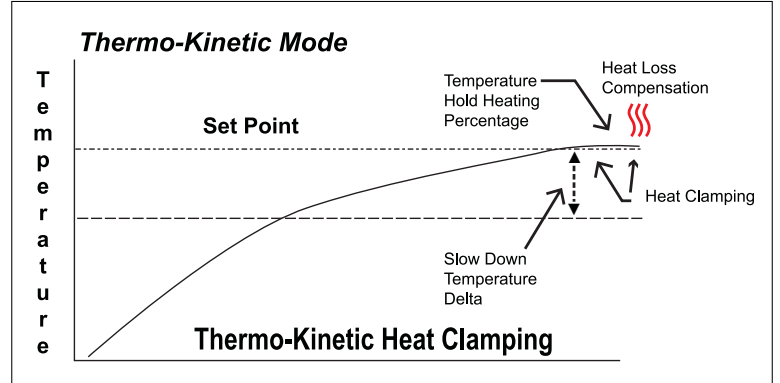 Thermo-Kinetic Mode
Temperature
Temperature
Hold Heating
Percentage
Heat Loss
Compensation
Set Point
Heat Clamping
Slow Down
Temperature
Delta
Thermo-Kinetic Heat Clamping